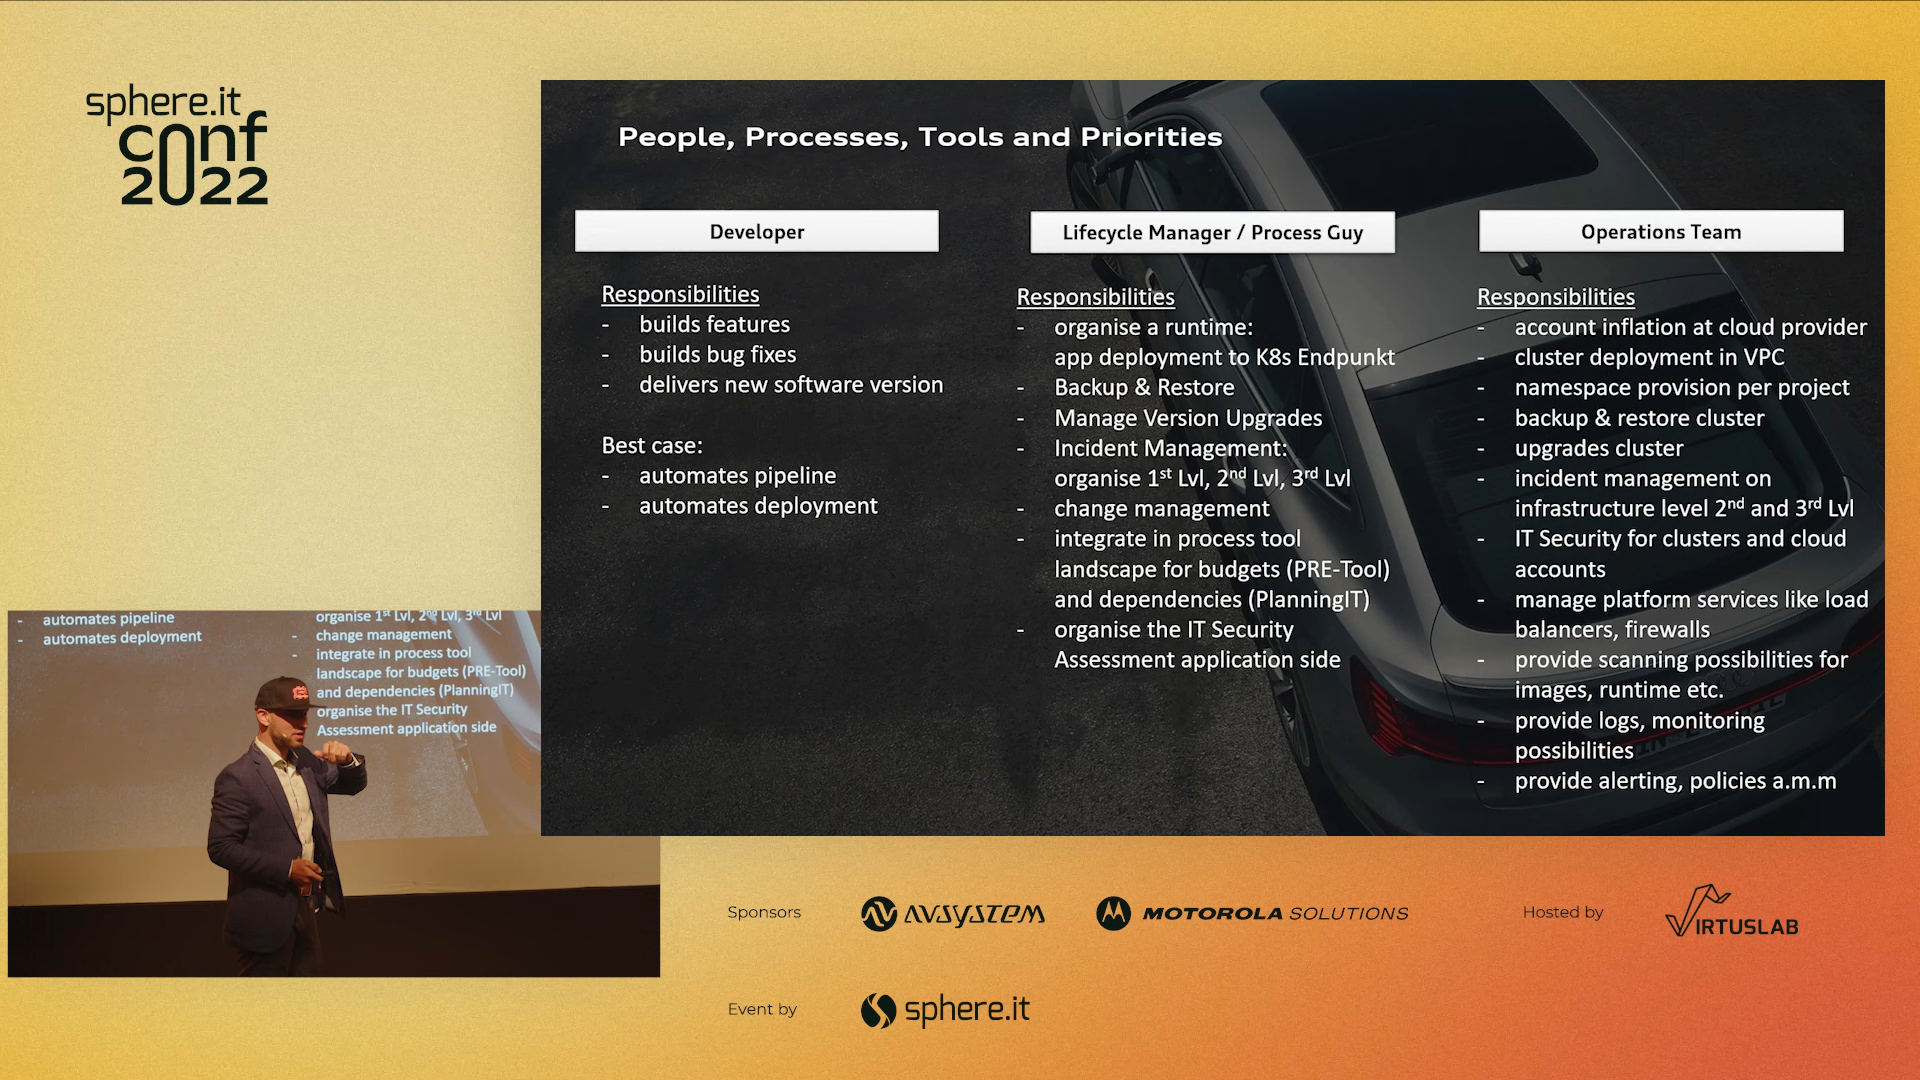 sphere.it
conf
2022
People, Processes, Tools and Priorities
Developer
Responsibilities
- builds features
- builds bug fixes
- delivers new software version
Best case:
- automates pipeline
- automates deployment
Lifecycle Manager / Process Guy
Responsibilities
- organise a runtime:
app deployment to K8s Endpunkt
- Backup & Restore
- Manage Version Upgrades
- Incident Management:
organise 1st Lvl, 2nd Lvl, 3rd Lvl
- change management
- integrate in process tool
landscape for budgets (PRE-Tool)
and dependencies (PlanningIT)
- organise the IT Security
Assessment application side
Operations Team
Responsibilities
- account inflation at cloud provider
- cluster deployment in VPC
- namespace provision per project
- backup & restore cluster
- upgrades cluster
- incident management on
infrastructure level 2nd and 3rd Lvl
- IT Security for clusters and cloud
accounts
- manage platform services like load
balancers, firewalls
- provide scanning possibilities for
images, runtime etc.
- provide logs, monitoring
possibilities
- provide alerting, policies a.m.m
- automates pipeline
- automates deployment
organise 1st Lvl, 2nd Lvl, 3rd Lvl
- change management
- integrate in process tool
landscape for budgets (PRE-Tool)
and dependencies (PlanningIT)
organise the IT Security
Assessment application side
Sponsors
AVSYSTEM
MOTOROLA SOLUTIONS
Hosted by
VIRTUSLAB
Event by
sphere.it